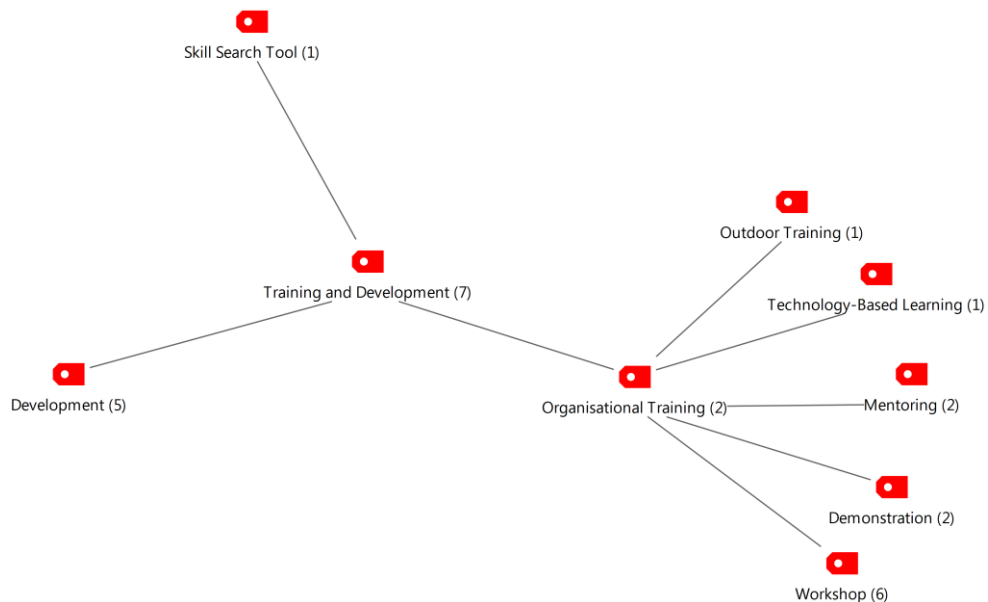 Skill Search Tool (1)
Outdoor Training (1)
Training and Development (7)
Technology-Based Learning (1)
Development (5)
Organisational Training (2)
Mentoring (2)
Demonstration (2)
Workshop (6)